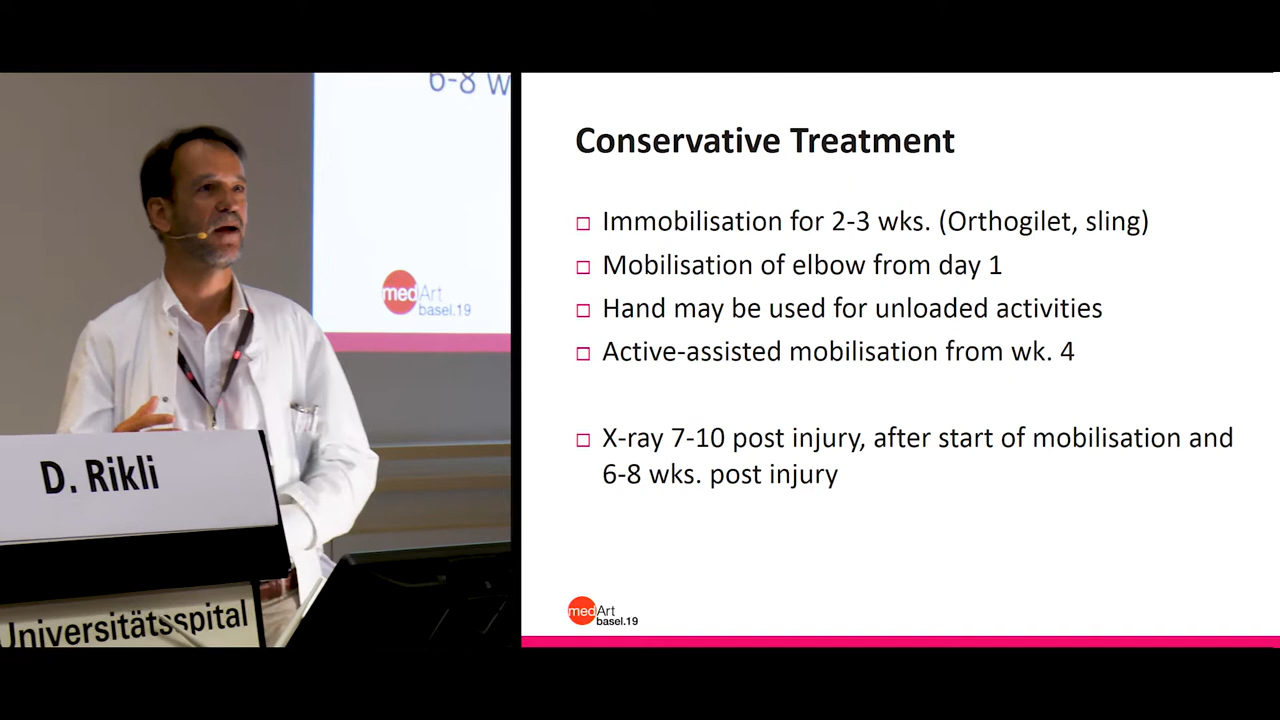 6-8 w
medArt
basel.19
D. Rikli
Universitätsspital
Conservative Treatment
Immobilisation for 2-3 wks. (Orthogilet, sling)
Mobilisation of elbow from day 1
Hand may be used for unloaded activities
Active-assisted mobilisation from wk. 4
X-ray 7-10 post injury, after start of mobilisation and
6-8 wks. post injury
medArt
basel.19